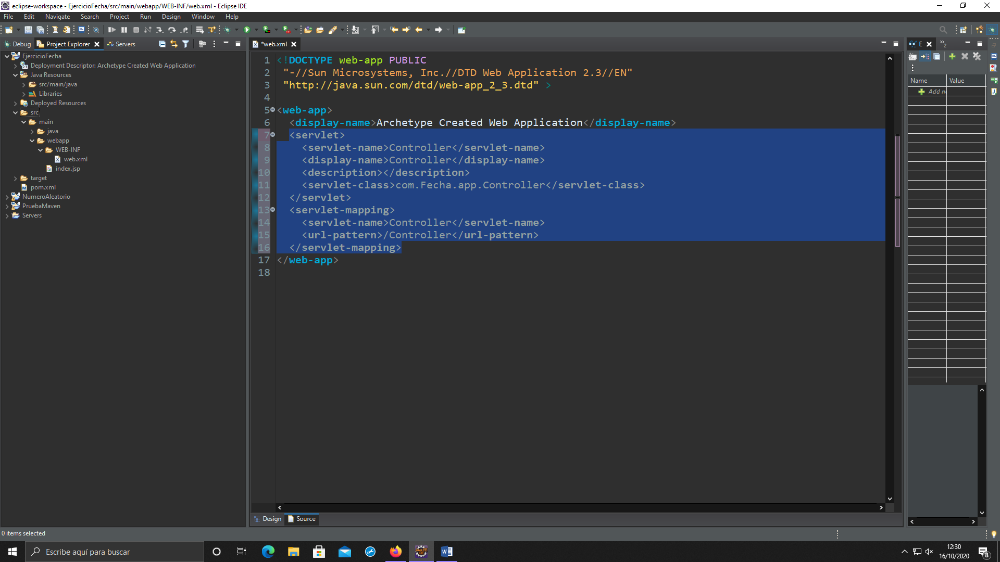 eclipse-workspace - EjercicioFecha/src/main/webapp/WEB-INF/web.xml - Eclipse IDE
File Edit Navigate Search Project Run Design Window Help
Debug Project Explorer Servers
*web.xml
E
2
EjercicioFecha
Deployment Descriptor: Archetype Created Web Application
Java Resources
src/main/java
Libraries
Deployed Resources
src
main
java
webapp
WEB-INF
web.xml
index.jsp
target
pom.xml
NumeroAleatorio
PruebaMaven
Servers
1 <!DOCTYPE web-app PUBLIC
2 "-//Sun Microsystems, Inc.//DTD Web Application 2.3//EN"
3 "http://java.sun.com/dtd/web-app_2_3.dtd" >
4
5 <web-app>
6 <display-name>Archetype Created Web Application</display-name>
7 <servlet>
8 <servlet-name>Controller</servlet-name>
9 <display-name>Controller</display-name>
10 <description></description>
11 <servlet-class>com.Fecha.app.Controller</servlet-class>
12 </servlet>
13 <servlet-mapping>
14 <servlet-name>Controller</servlet-name>
15 <url-pattern>/Controller</url-pattern>
16 </servlet-mapping>
17 </web-app>
18
Name Value
Add
Design Source
0 items selected
Escribe aquí para buscar
12:30
16/10/2020
8